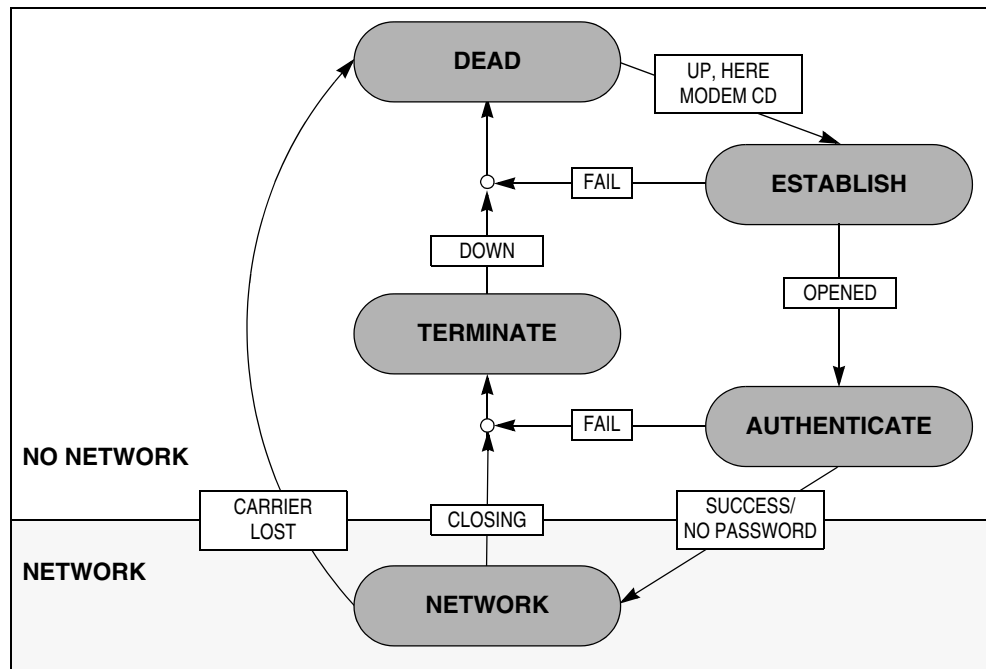 DEAD
UP, HERE
MODEM CD
FAIL
ESTABLISH
DOWN
OPENED
TERMINATE
FAIL
AUTHENTICATE
NO NETWORK
CARRIER
LOST
CLOSING
SUCCESS/
NO PASSWORD
NETWORK
NETWORK